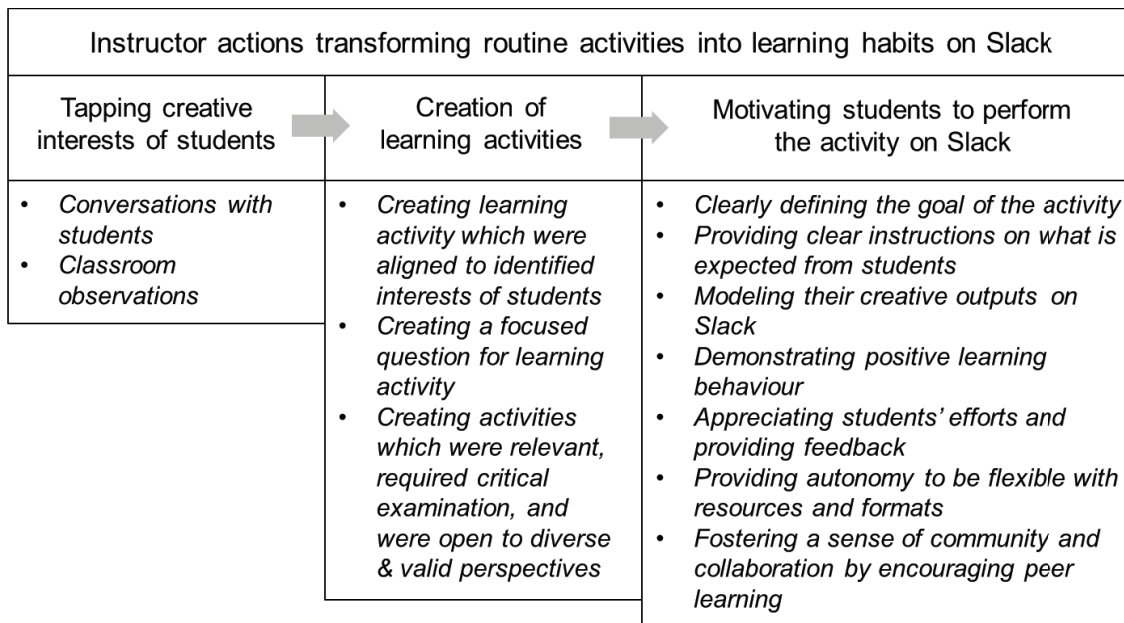 Instructor actions transforming routine activities into learning habits on Slack
Tapping creative
interests of students
Creation of
learning activities
Motivating students to perform
the activity on Slack
• Conversations with
students
• Classroom
observations
• Creating learning
activity which were
aligned to identified
interests of students
• Creating a focused
question for learning
activity
• Creating activities
which were relevant,
required critical
examination, and
were open to diverse
& valid perspectives
• Clearly defining the goal of the activity
• Providing clear instructions on what is
expected from students
• Modeling their creative outputs on
Slack
• Demonstrating positive learning
behaviour
• Appreciating students’ efforts and
providing feedback
• Providing autonomy to be flexible with
resources and formats
• Fostering a sense of community and
collaboration by encouraging peer
learning